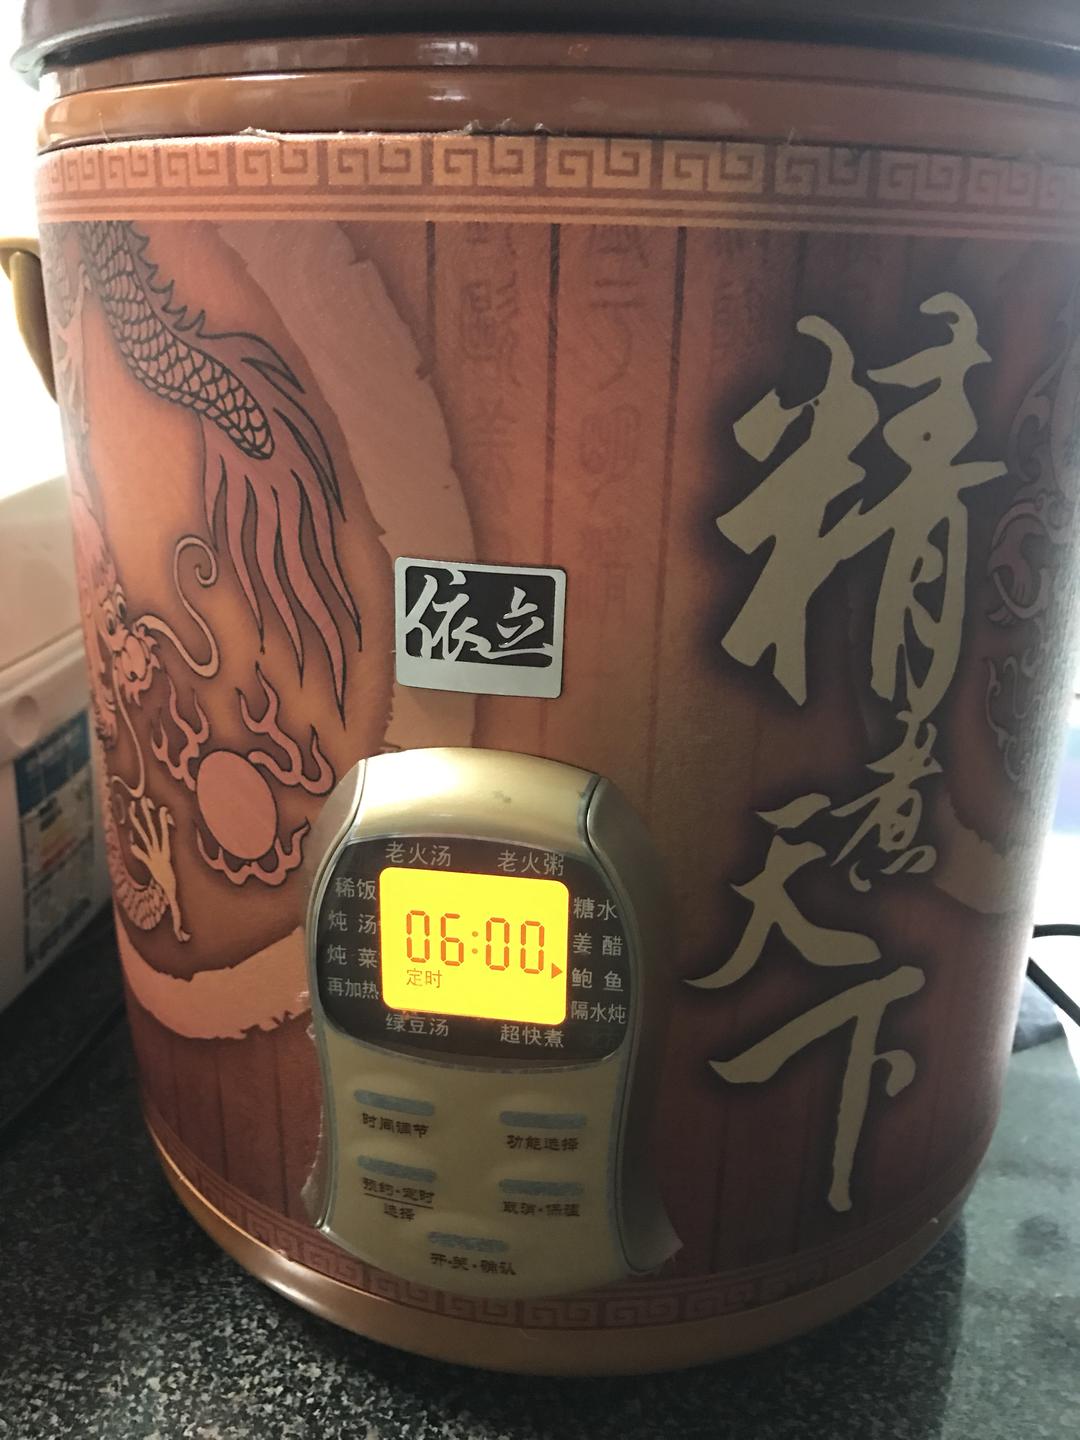 精煮天下
依立
老火汤 老火粥
稀饭 糖水
炖汤 姜醋
炖菜 鲍鱼
再加热 隔水炖
绿豆汤 超快煮
06:00
定时
时间调节 功能选择
预约·定时 取消·保温
选择
开·关·确认